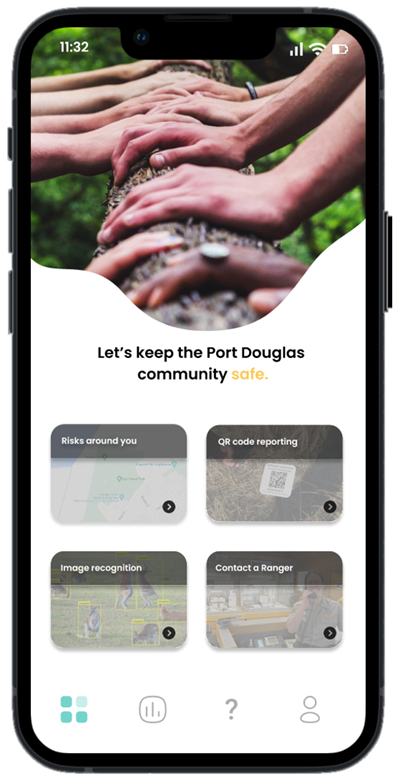 11:32
Let's keep the Port Douglas
community safe.
Risks around you
QR code reporting
Image recognition
Contact a Ranger
?